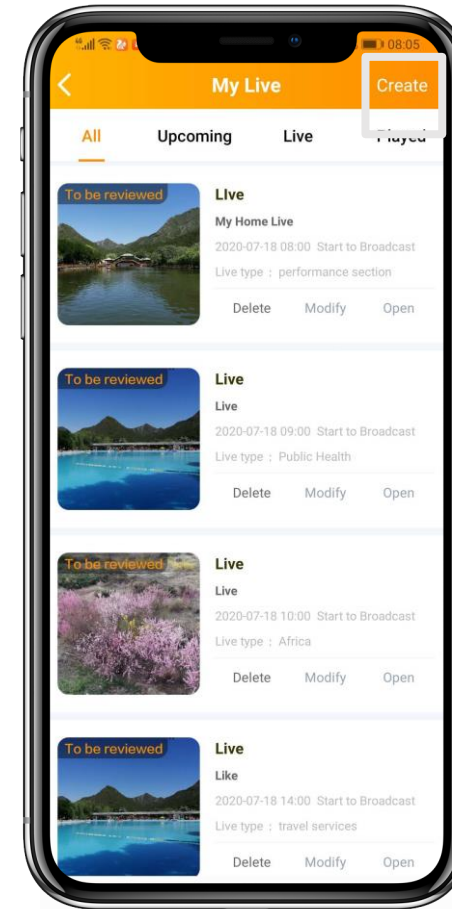 08:05
My Live
Create
All Upcoming Live Played
To be reviewed
LIve
My Home Live
2020-07-18 08:00 Start to Broadcast
Live type : performance section
Delete Modify Open
To be reviewed
Live
Live
2020-07-18 09:00 Start to Broadcast
Live type : Public Health
Delete Modify Open
To be reviewed
Live
Live
2020-07-18 10:00 Start to Broadcast
Live type : Africa
Delete Modify Open
To be reviewed
Live
Like
2020-07-18 14:00 Start to Broadcast
Live type : travel services
Delete Modify Open